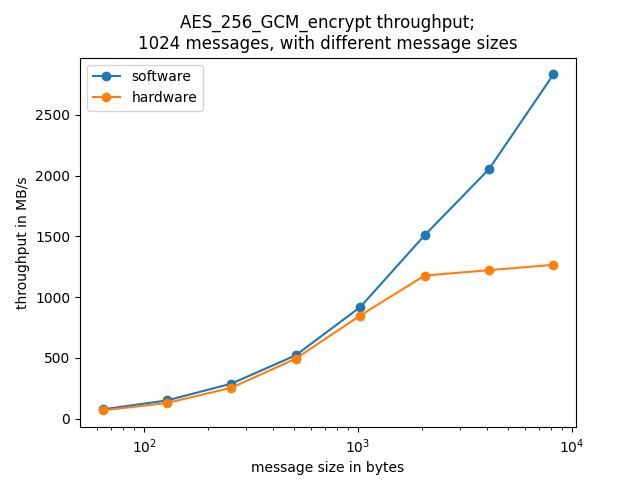 AES_256_GCM_encrypt throughput;
1024 messages, with different message sizes
software
hardware
throughput in MB/s
2500
2000
1500
1000
500
0
10²
10³
10⁴
message size in bytes